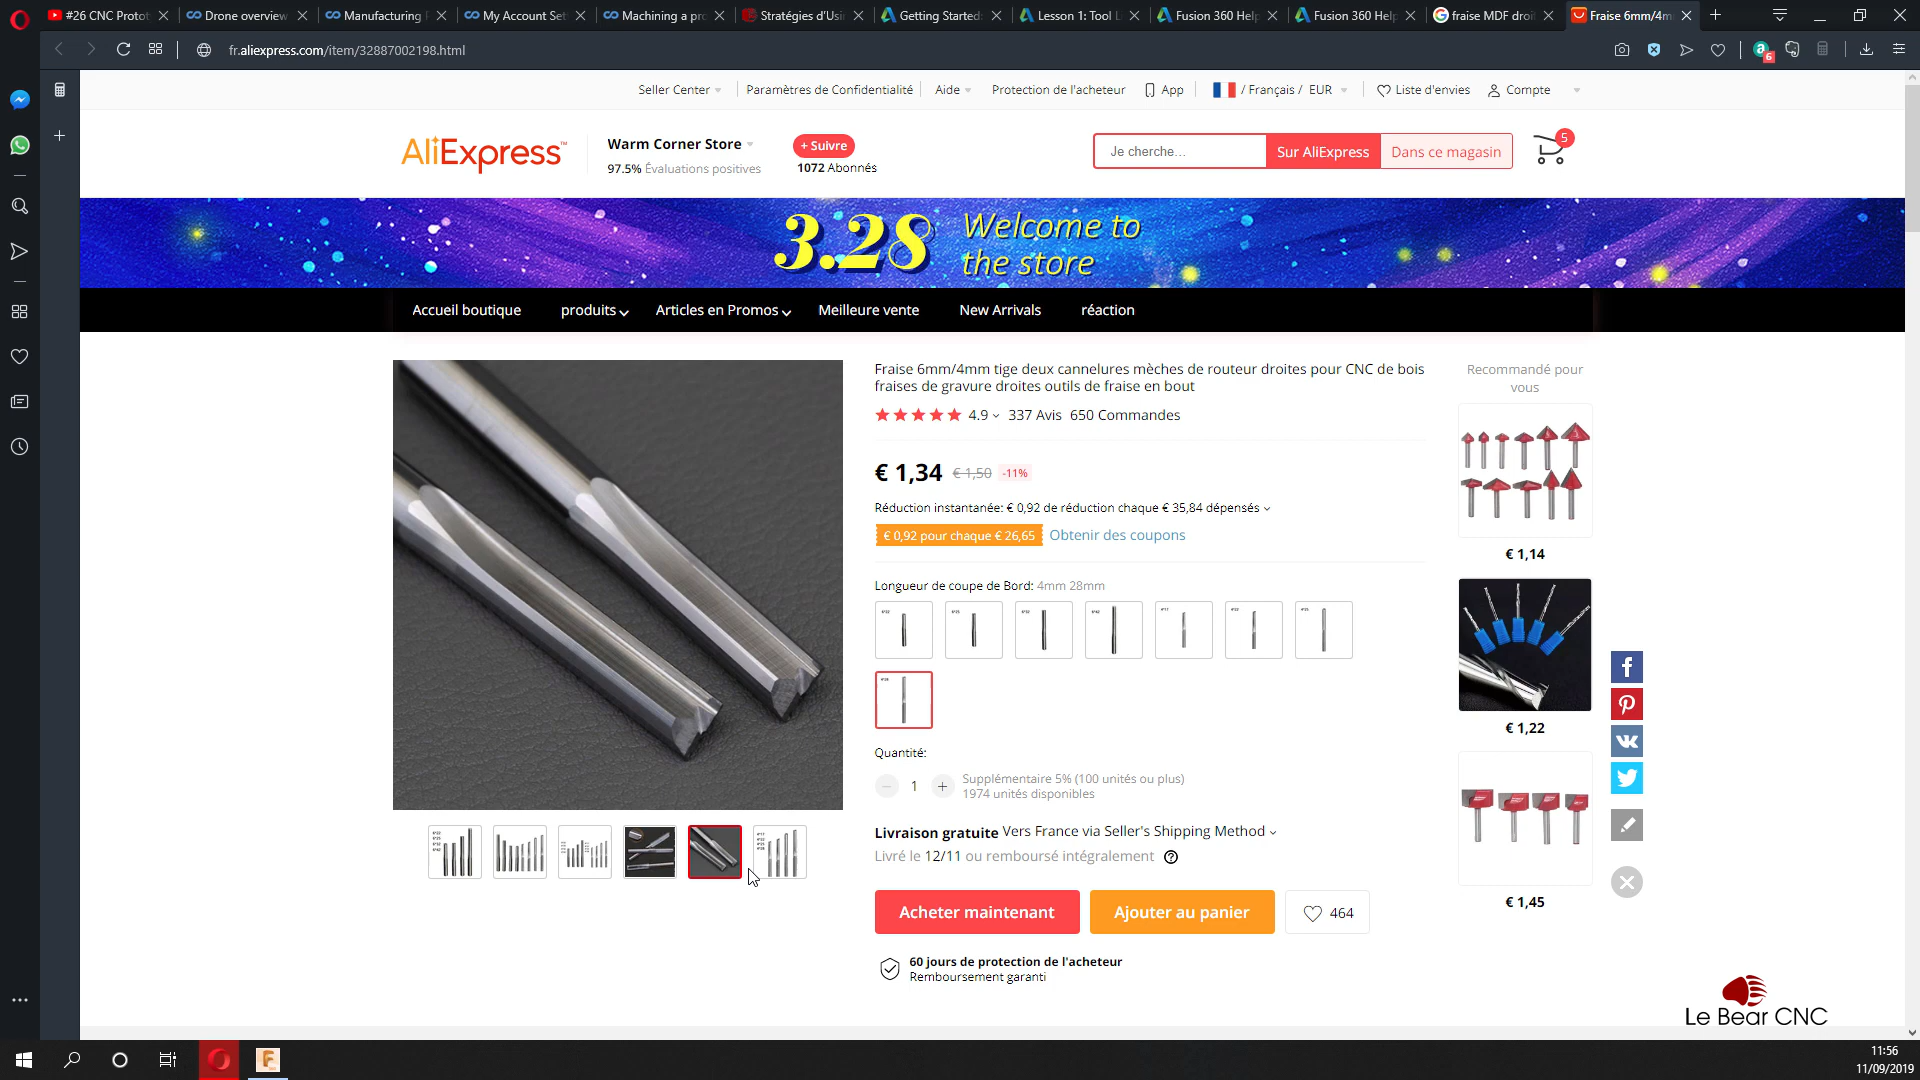 #26 CNC Protot
Drone overview
Manufacturing
My Account Set
Machining a pro
Stratégies d'Usi
Getting Started:
Lesson 1: Tool L
Fusion 360 Help
Fusion 360 Help
fraise MDF droi
Fraise 6mm/4m
fr.aliexpress.com/item/32887002198.html
6
Seller Center
Paramètres de Confidentialité
Aide
Protection de l'acheteur
App
/ Français / EUR
Liste d'envies
Compte
AliExpress™
Warm Corner Store
97.5% Évaluations positives
+ Suivre
1072 Abonnés
Je cherche...
Sur AliExpress
Dans ce magasin
5
3.28
Welcome to
the store
Accueil boutique
produits
Articles en Promos
Meilleure vente
New Arrivals
réaction
Fraise 6mm/4mm tige deux cannelures mèches de routeur droites pour CNC de bois
fraises de gravure droites outils de fraise en bout
4.9 337 Avis 650 Commandes
€ 1,34 € 1,50 -11%
Réduction instantanée: € 0,92 de réduction chaque € 35,84 dépensés
€ 0,92 pour chaque € 26,65 Obtenir des coupons
Longueur de coupe de Bord: 4mm 28mm
Quantité:
1
Supplémentaire 5% (100 unités ou plus)
1974 unités disponibles
Livraison gratuite Vers France via Seller's Shipping Method
Livré le 12/11 ou remboursé intégralement
Acheter maintenant
Ajouter au panier
464
60 jours de protection de l'acheteur
Remboursement garanti
Recommandé pour
vous
€ 1,14
€ 1,22
€ 1,45
Le Bear CNC
11:56
11/09/2019